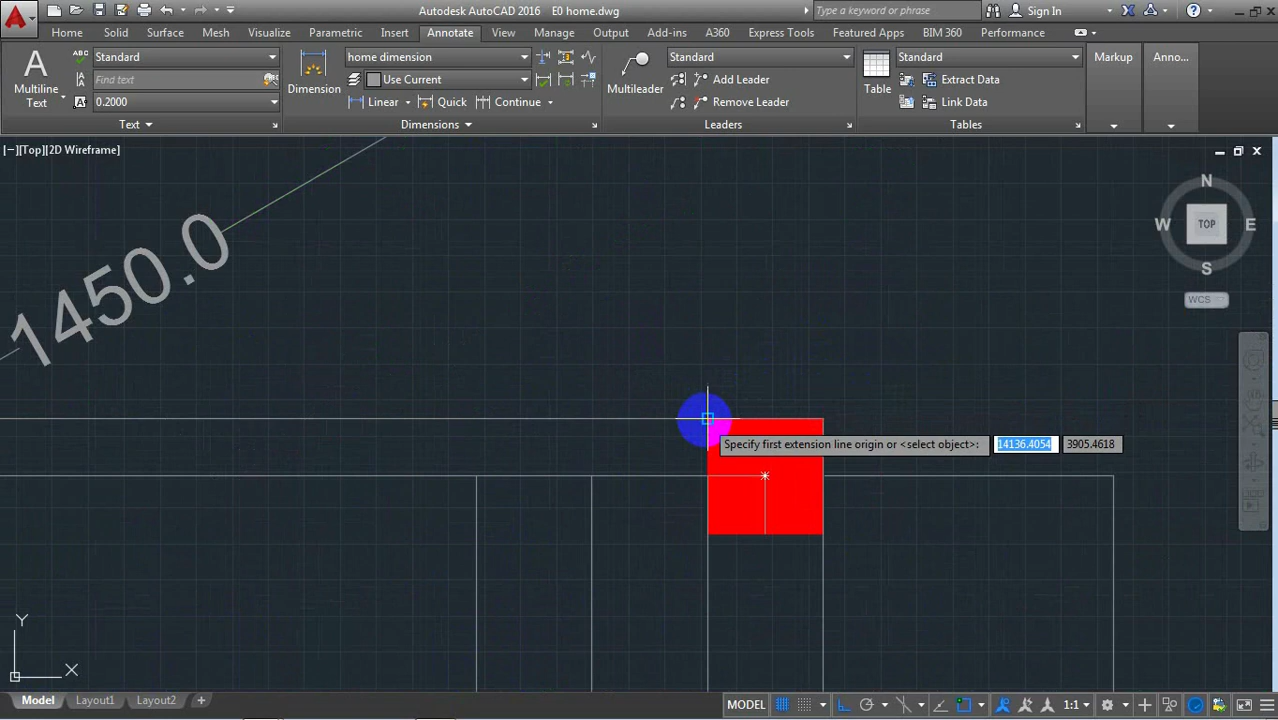 Autodesk AutoCAD 2016 E0 home.dwg
Type a keyword or phrase
Sign In
Home Solid Surface Mesh Visualize Parametric Insert Annotate View Manage Output Add-ins A360 Express Tools Featured Apps BIM 360 Performance
Multiline Text
Standard
Find text
0.2000
Text
Dimension
home dimension
Use Current
Linear Quick Continue
Dimensions
Multileader
Standard
Add Leader
Remove Leader
Leaders
Table
Standard
Extract Data
Link Data
Tables
Markup
Anno...
[−][Top][2D Wireframe]
N
W TOP E
S
WCS
1450.0
Specify first extension line origin or <select object>: 14136.4054 3905.4618
Y
X
Model Layout1 Layout2 +
MODEL 1:1